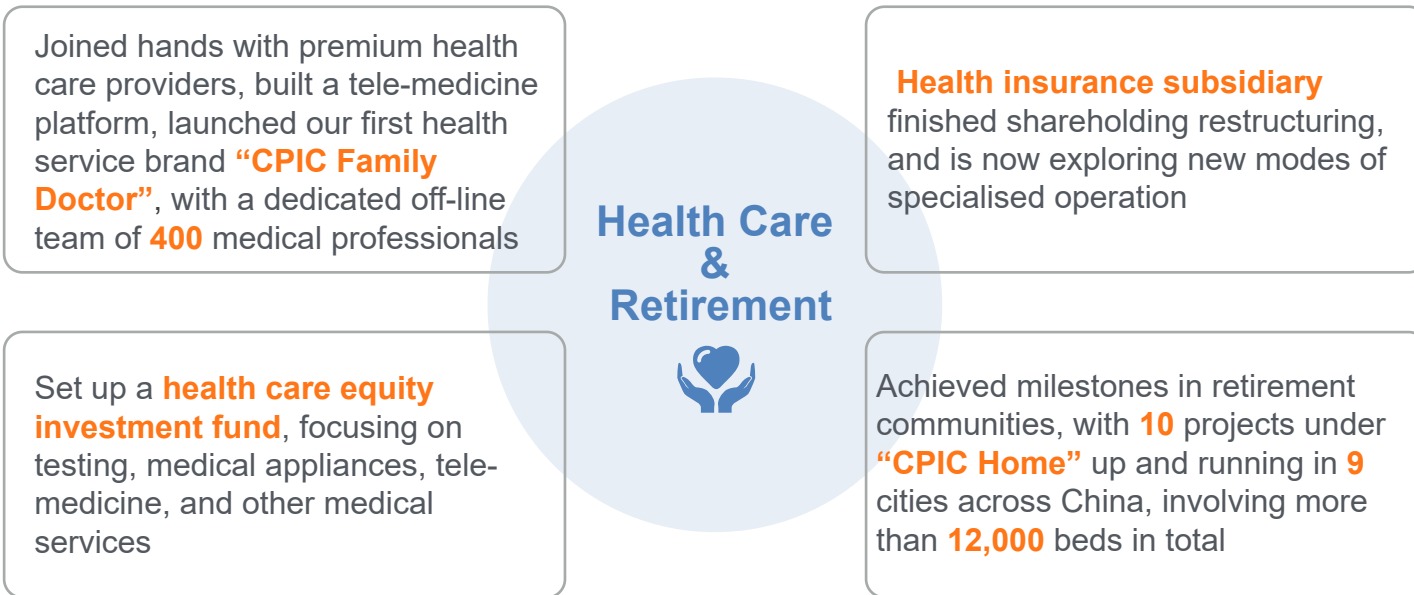 Joined hands with premium health
care providers, built a tele-medicine
platform, launched our first health
service brand “CPIC Family
Doctor”, with a dedicated off-line
team of 400 medical professionals
Health insurance subsidiary
finished shareholding restructuring,
and is now exploring new modes of
specialised operation
Health Care
&
Retirement
Set up a health care equity
investment fund, focusing on
testing, medical appliances, tele-
medicine, and other medical
services
Achieved milestones in retirement
communities, with 10 projects under
“CPIC Home” up and running in 9
cities across China, involving more
than 12,000 beds in total